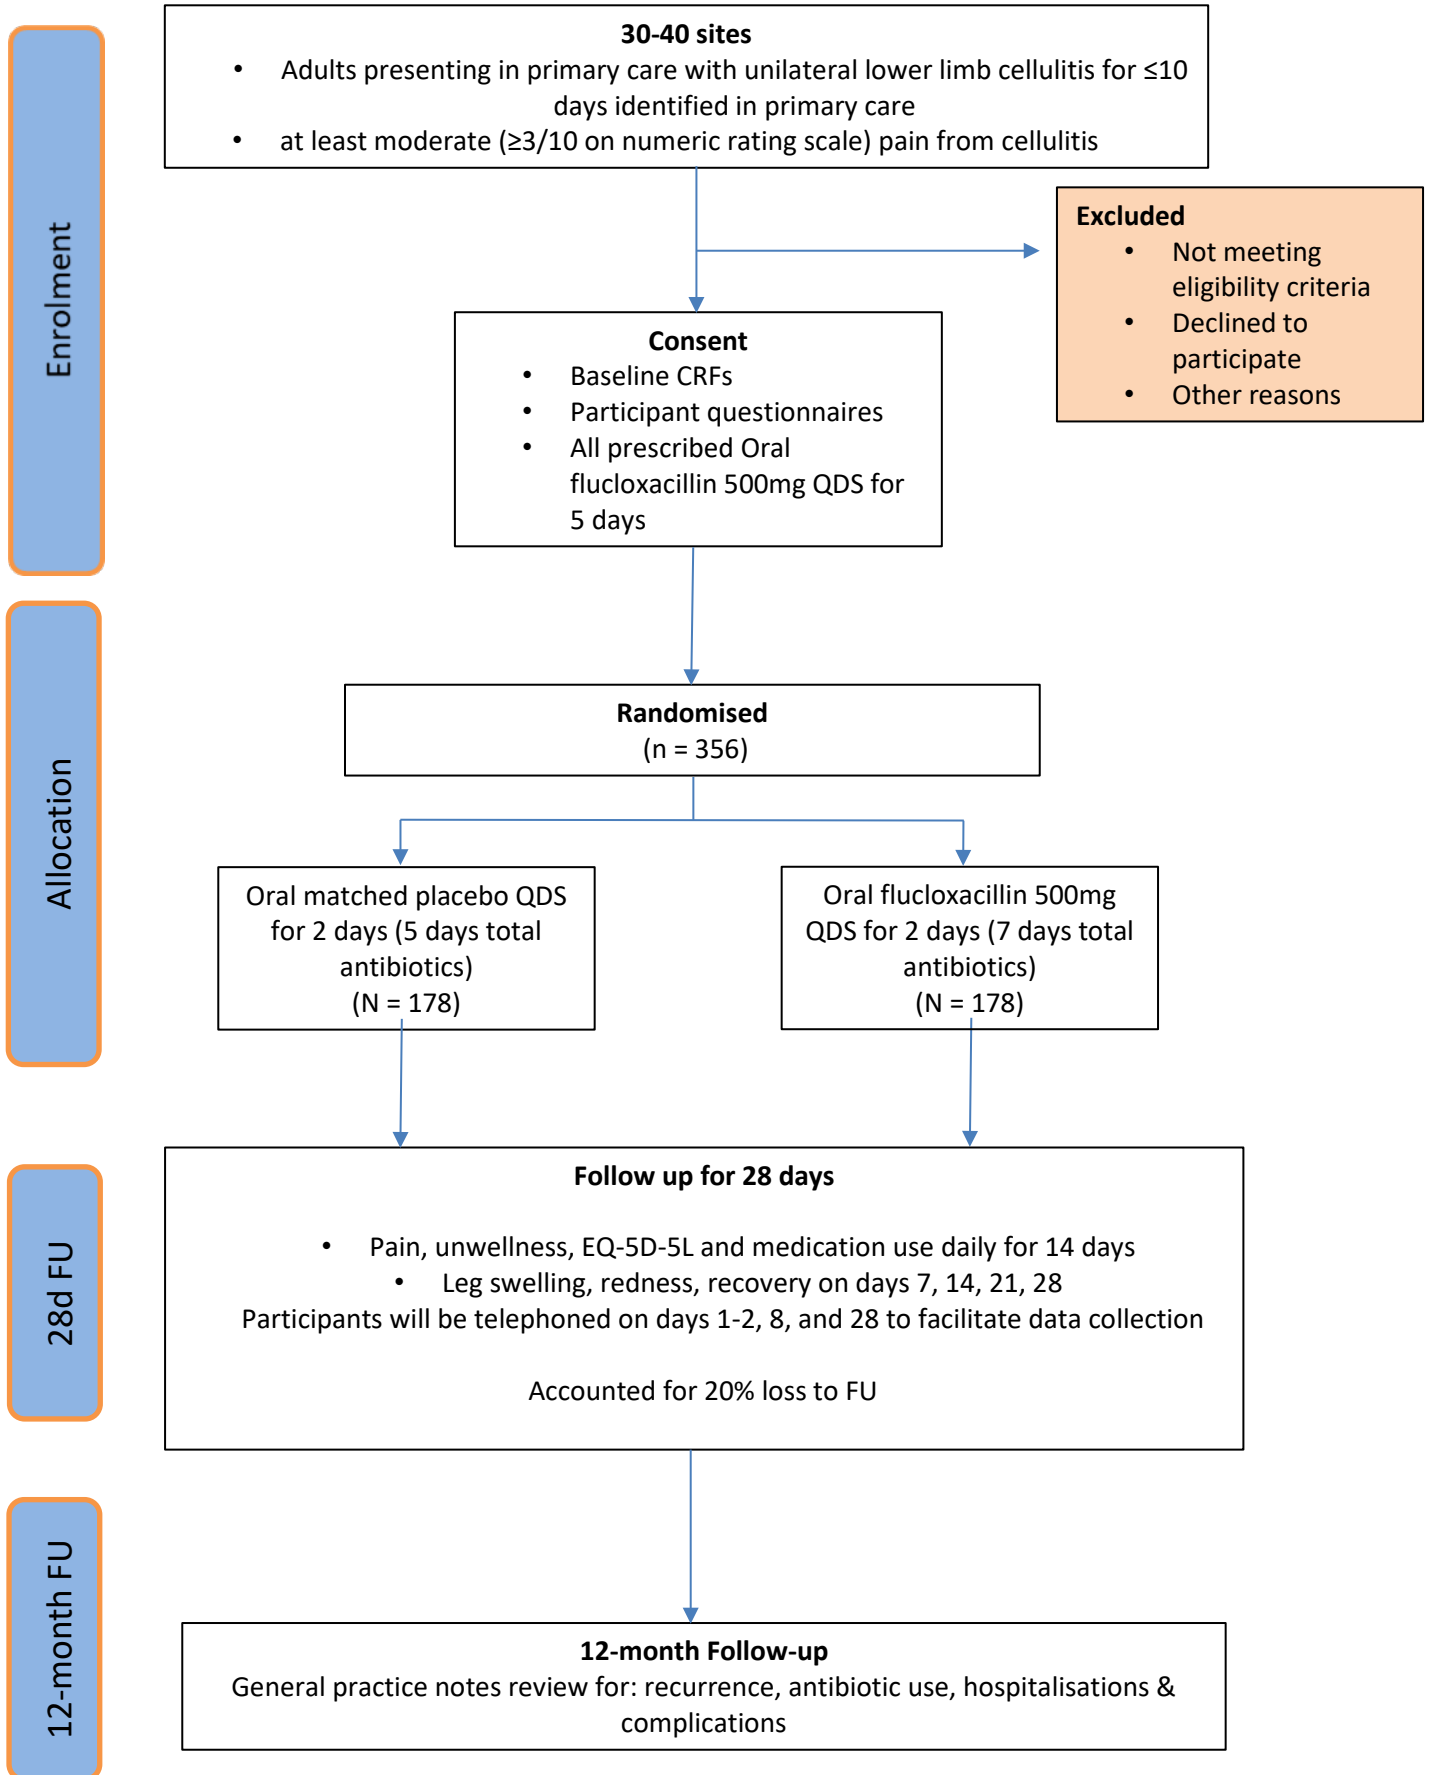 30-40 sites
• Adults presenting in primary care with unilateral lower limb cellulitis for ≤10
days identified in primary care
• at least moderate (≥3/10 on numeric rating scale) pain from cellulitis
Enrolment
Excluded
• Not meeting
eligibility criteria
• Declined to
participate
• Other reasons
Consent
• Baseline CRFs
• Participant questionnaires
• All prescribed Oral
flucloxacillin 500mg QDS for
5 days
Allocation
Randomised
(n = 356)
Oral matched placebo QDS
for 2 days (5 days total
antibiotics)
(N = 178)
Oral flucloxacillin 500mg
QDS for 2 days (7 days total
antibiotics)
(N = 178)
28d FU
Follow up for 28 days
• Pain, unwellness, EQ-5D-5L and medication use daily for 14 days
• Leg swelling, redness, recovery on days 7, 14, 21, 28
Participants will be telephoned on days 1-2, 8, and 28 to facilitate data collection
Accounted for 20% loss to FU
12-month FU
12-month Follow-up
General practice notes review for: recurrence, antibiotic use, hospitalisations &
complications